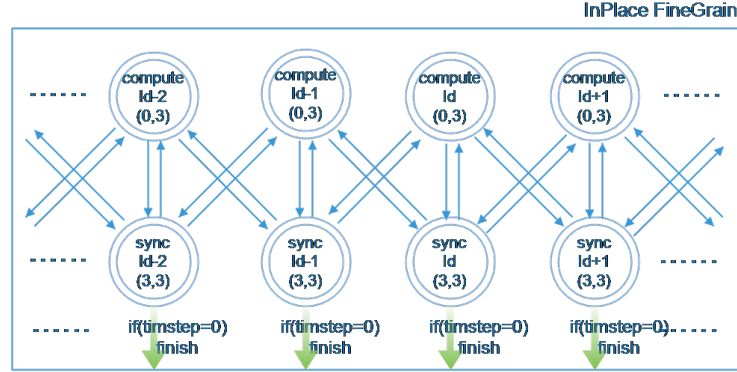 InPlace FineGrain
compute compute compute compute
Id-2 Id-1 Id Id+1
(0,3) (0,3) (0,3) (0,3)
sync sync sync sync
Id-2 Id-1 Id Id+1
(3,3) (3,3) (3,3) (3,3)
if(timstep=0) if(timstep=0) if(timstep=0) if(timstep=0)
finish finish finish finish